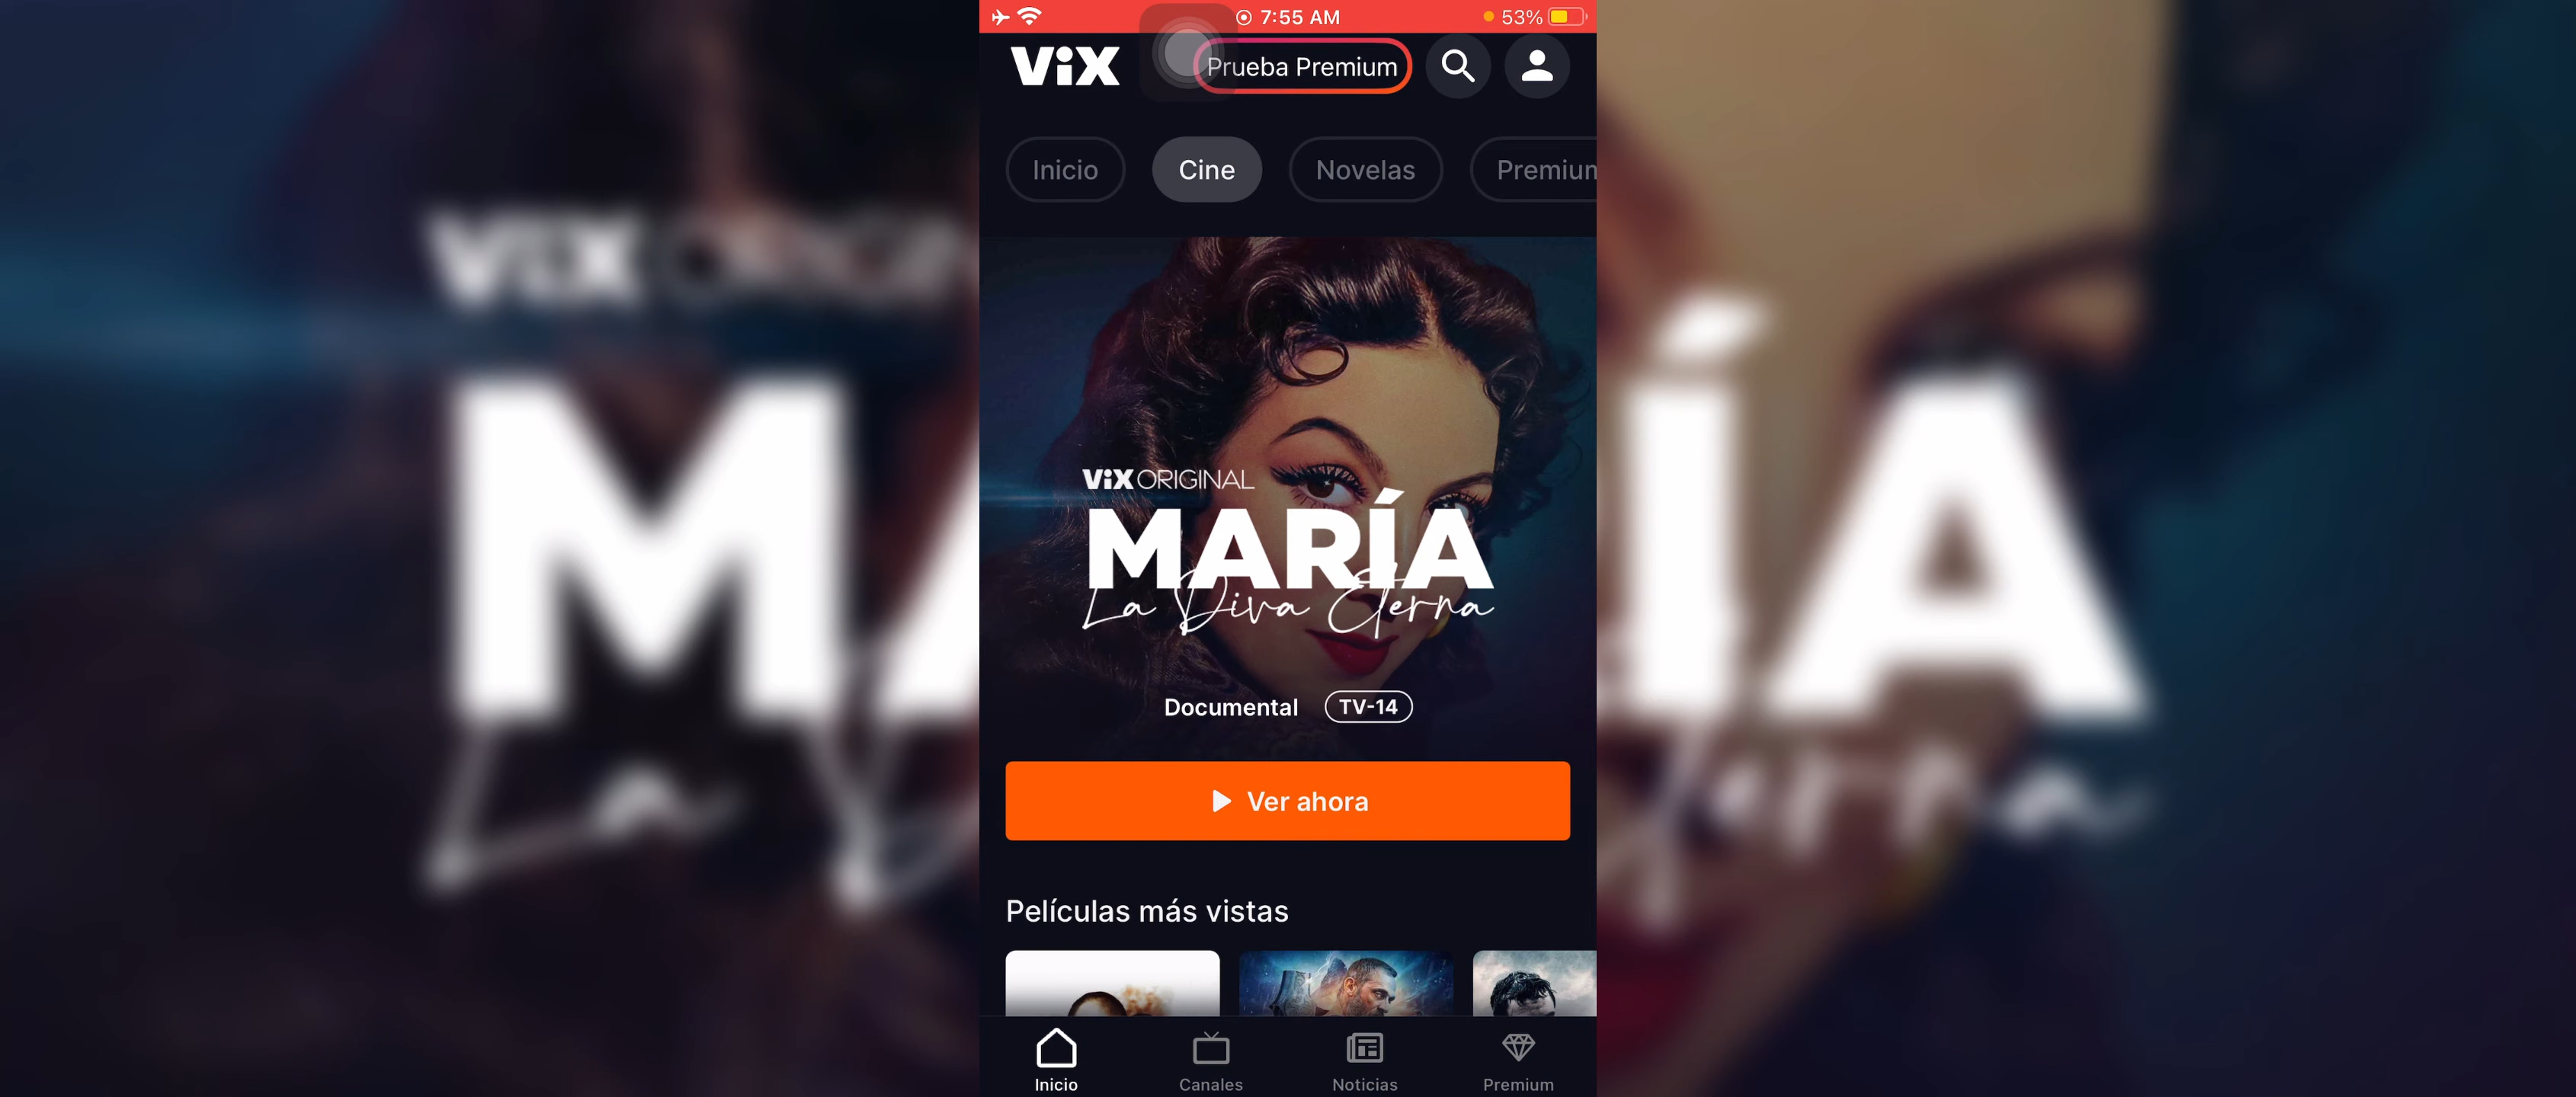 7:55 AM
53%
ViX
Prueba Premium
Inicio
Cine
Novelas
Premium
ViX ORIGINAL
MARÍA
La Diva Eterna
Documental
TV-14
Ver ahora
Películas más vistas
Inicio
Canales
Noticias
Premium